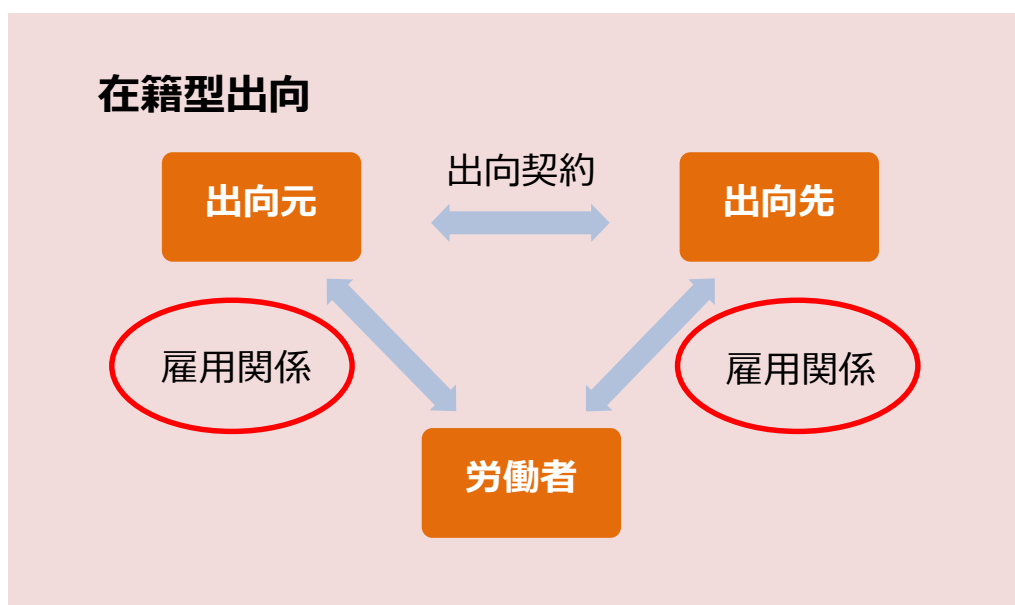 在籍型出向
出向契約
出向元
出向先
雇用関係
雇用関係
労働者